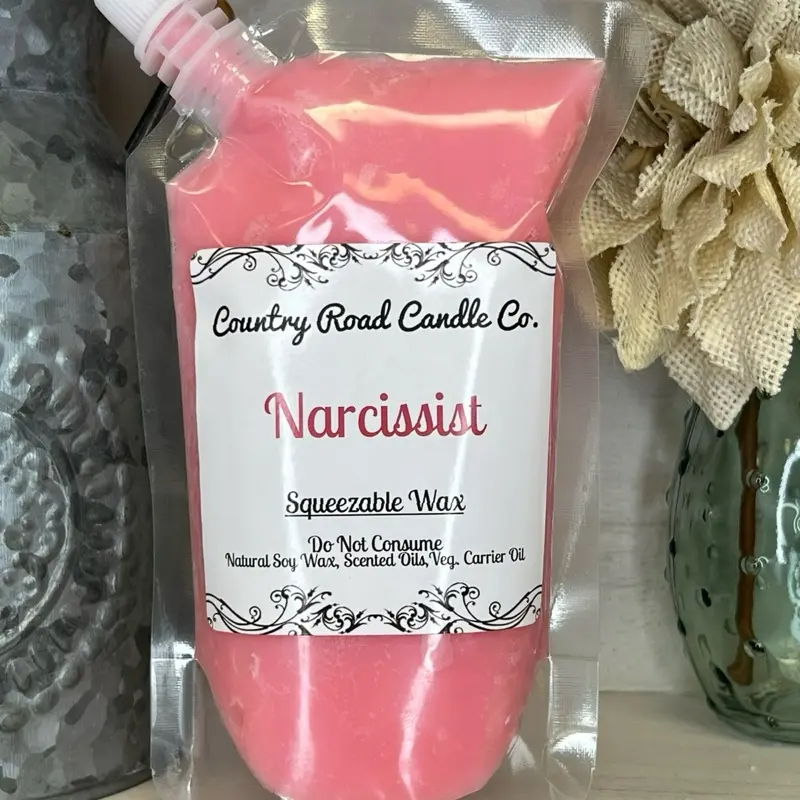 Country Road Candle Co.
Narcissist
Squeezable Wax
Do Not Consume
Natural Soy Wax, Scented Oils,Veg. Carrier Oil